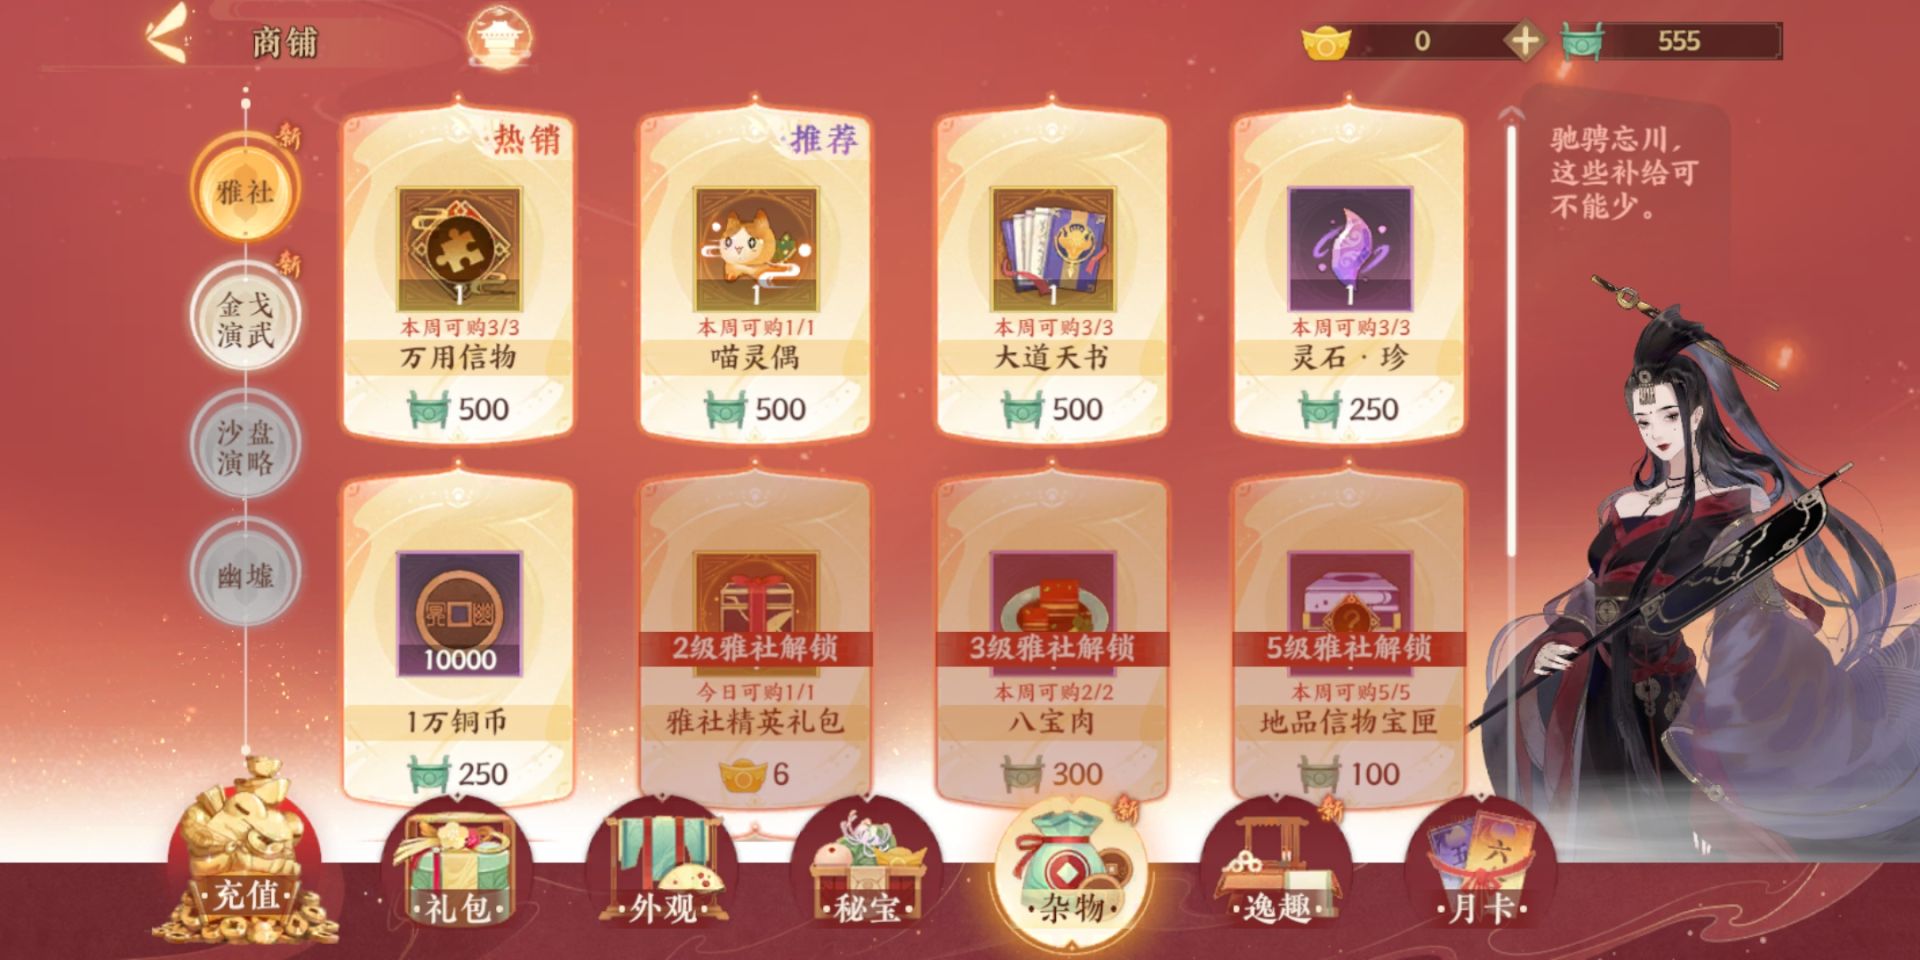 商铺
0
555
新
雅社
新
金戈
演武
沙盘
演略
幽墟
热销
1
本周可购3/3
万用信物
500
推荐
1
本周可购1/1
喵灵偶
500
1
本周可购3/3
大道天书
500
1
本周可购3/3
灵石·珍
250
驰骋忘川，
这些补给可
不能少。
10000
1万铜币
250
2级雅社解锁
今日可购1/1
雅社精英礼包
6
3级雅社解锁
本周可购2/2
八宝肉
300
5级雅社解锁
本周可购5/5
地品信物宝匣
100
·充值·
·礼包·
·外观·
·秘宝·
新
·杂物·
新
·逸趣·
五
六
·月卡·